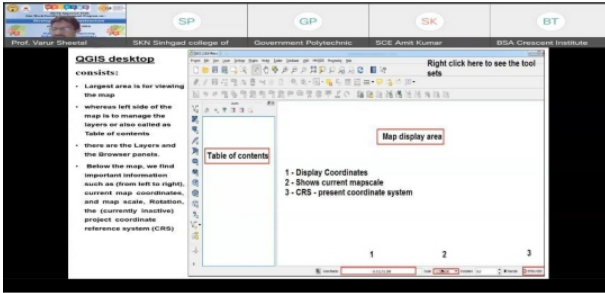 SP
GP
SK
BT
Prof. Varur Sheetal
SKN Sinhgad college of
Government Polytechnic
SCE Amit Kumar
BSA Crescent Institute
QGIS desktop
consists:
• Largest area is for viewing
the map
• whereas left side of the
map is to manage the
layers or also called as
Table of contents
• there are the Layers and
the Browser panels.
• Below the map, we find
important information
such as (from left to right),
current map coordinates,
and map scale, Rotation,
the (currently inactive)
project coordinate
reference system (CRS)
Right click here to see the tool
sets
Table of contents
Map display area
1 - Display Coordinates
2 - Shows current mapscale
3 - CRS - present coordinate system
1
2
3